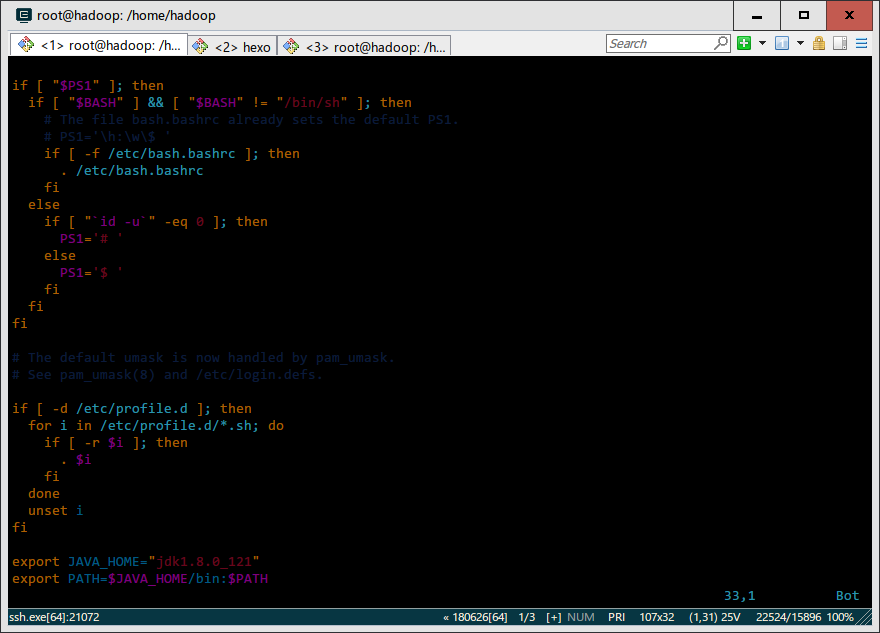 root@hadoop: /home/hadoop
<1> root@hadoop: /h... <2> hexo <3> root@hadoop: /h... Search
if [ "$PS1" ]; then
  if [ "$BASH" ] && [ "$BASH" != "/bin/sh" ]; then
    # The file bash.bashrc already sets the default PS1.
    # PS1='\h:\w\$ '
    if [ -f /etc/bash.bashrc ]; then
      . /etc/bash.bashrc
    fi
  else
    if [ "`id -u`" -eq 0 ]; then
      PS1='# '
    else
      PS1='$ '
    fi
  fi
fi
# The default umask is now handled by pam_umask.
# See pam_umask(8) and /etc/login.defs.
if [ -d /etc/profile.d ]; then
  for i in /etc/profile.d/*.sh; do
    if [ -r $i ]; then
      . $i
    fi
  done
  unset i
fi
export JAVA_HOME="jdk1.8.0_121"
export PATH=$JAVA_HOME/bin:$PATH
33,1 Bot
ssh.exe[64]:21072 « 180626[64] 1/3 [+] NUM PRI 107x32 (1,31) 25V 22524/15896 100%